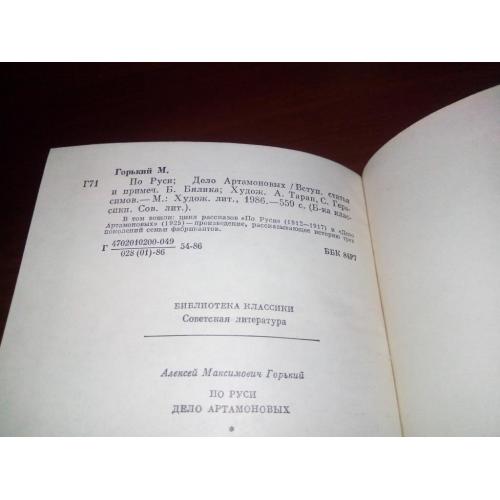 Горький М.
Г71 По Руси; Дело Артамоновых / Вступ. статья
и примеч. Б. Бялика; Худож. А. Таран, С. Гера-
симов.— М.: Худож. лит., 1986.— 559 с. (Б-ка клас-
сики. Сов. лит.).
В том вошли: цикл рассказов «По Руси» (1912—1917) и «Дело
Артамоновых» (1925) — произведение, рассказывающее историю трех
поколений семьи фабрикантов.
Г 4702010200-049 54-86
028 (01)-86
ББК 84Р7
БИБЛИОТЕКА КЛАССИКИ
Советская литература
Алексей Максимович Горький
ПО РУСИ
ДЕЛО АРТАМОНОВЫХ
*